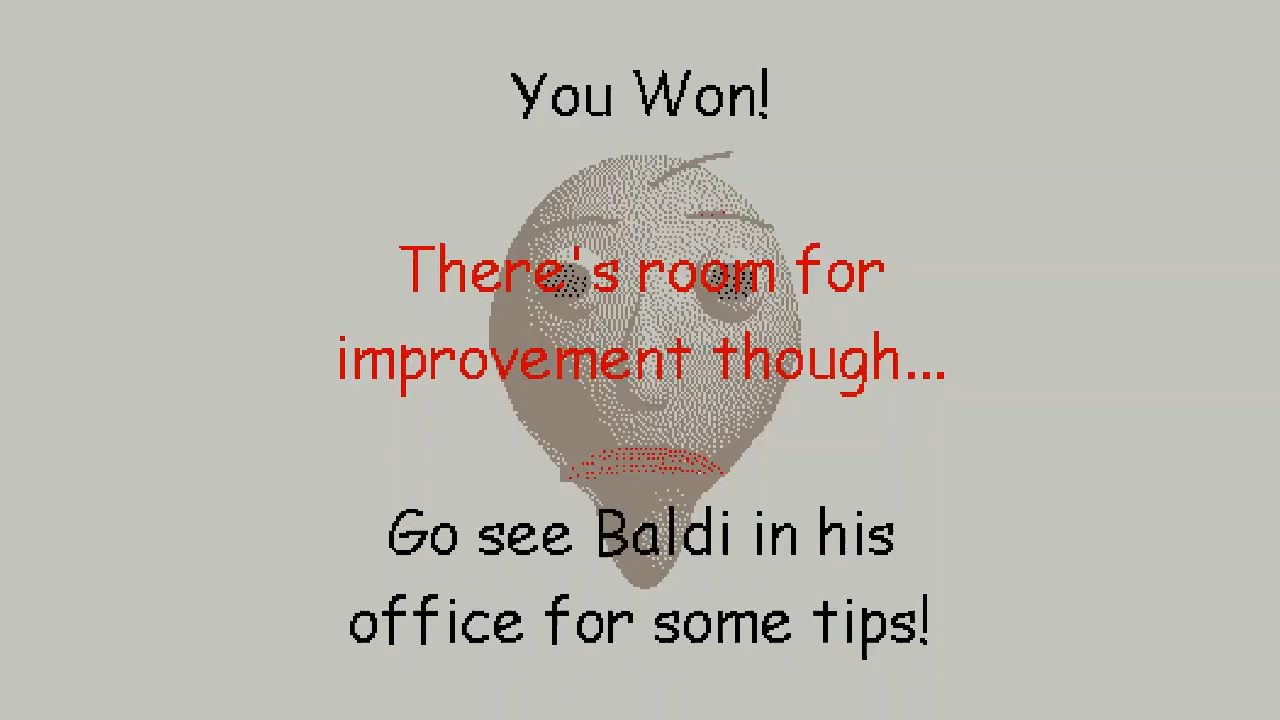 You Won!
There's room for
improvement though...
Go see Baldi in his
office for some tips!